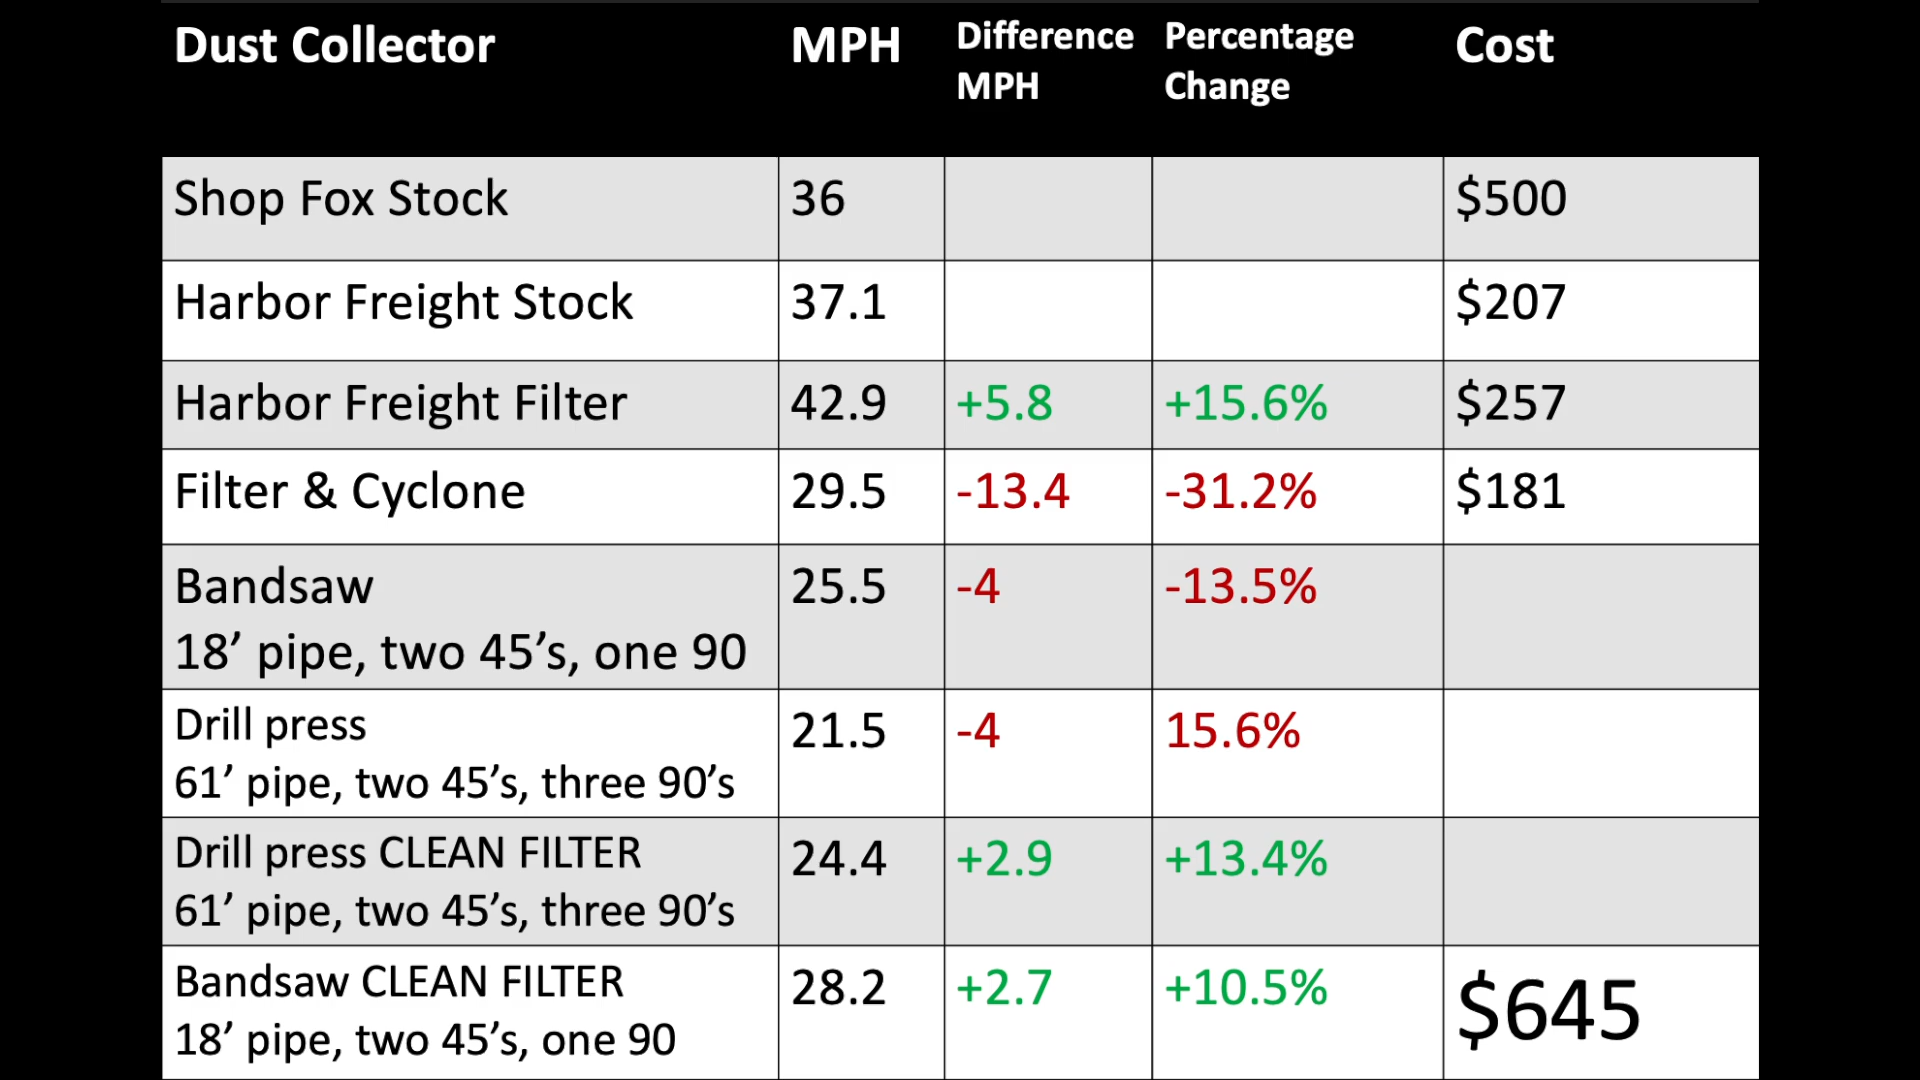 Dust Collector MPH Difference MPH Percentage Change Cost
Shop Fox Stock 36 $500
Harbor Freight Stock 37.1 $207
Harbor Freight Filter 42.9 +5.8 +15.6% $257
Filter & Cyclone 29.5 -13.4 -31.2% $181
Bandsaw 25.5 -4 -13.5%
18’ pipe, two 45’s, one 90
Drill press 21.5 -4 15.6%
61’ pipe, two 45’s, three 90’s
Drill press CLEAN FILTER 24.4 +2.9 +13.4%
61’ pipe, two 45’s, three 90’s
Bandsaw CLEAN FILTER 28.2 +2.7 +10.5% $645
18’ pipe, two 45’s, one 90